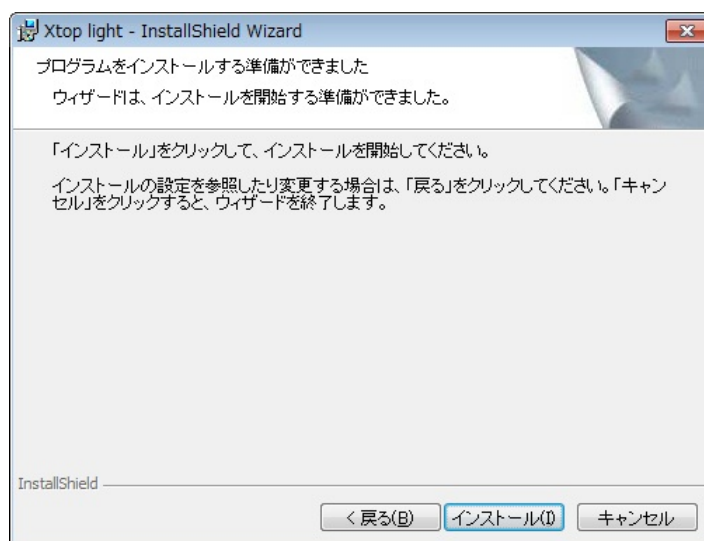 Xtop light - InstallShield Wizard
プログラムをインストールする準備ができました
ウィザードは、インストールを開始する準備ができました。
「インストール」をクリックして、インストールを開始してください。
インストールの設定を参照したり変更する場合は、「戻る」をクリックしてください。「キャン
セル」をクリックすると、ウィザードを終了します。
InstallShield
< 戻る(B)
インストール(I)
キャンセル